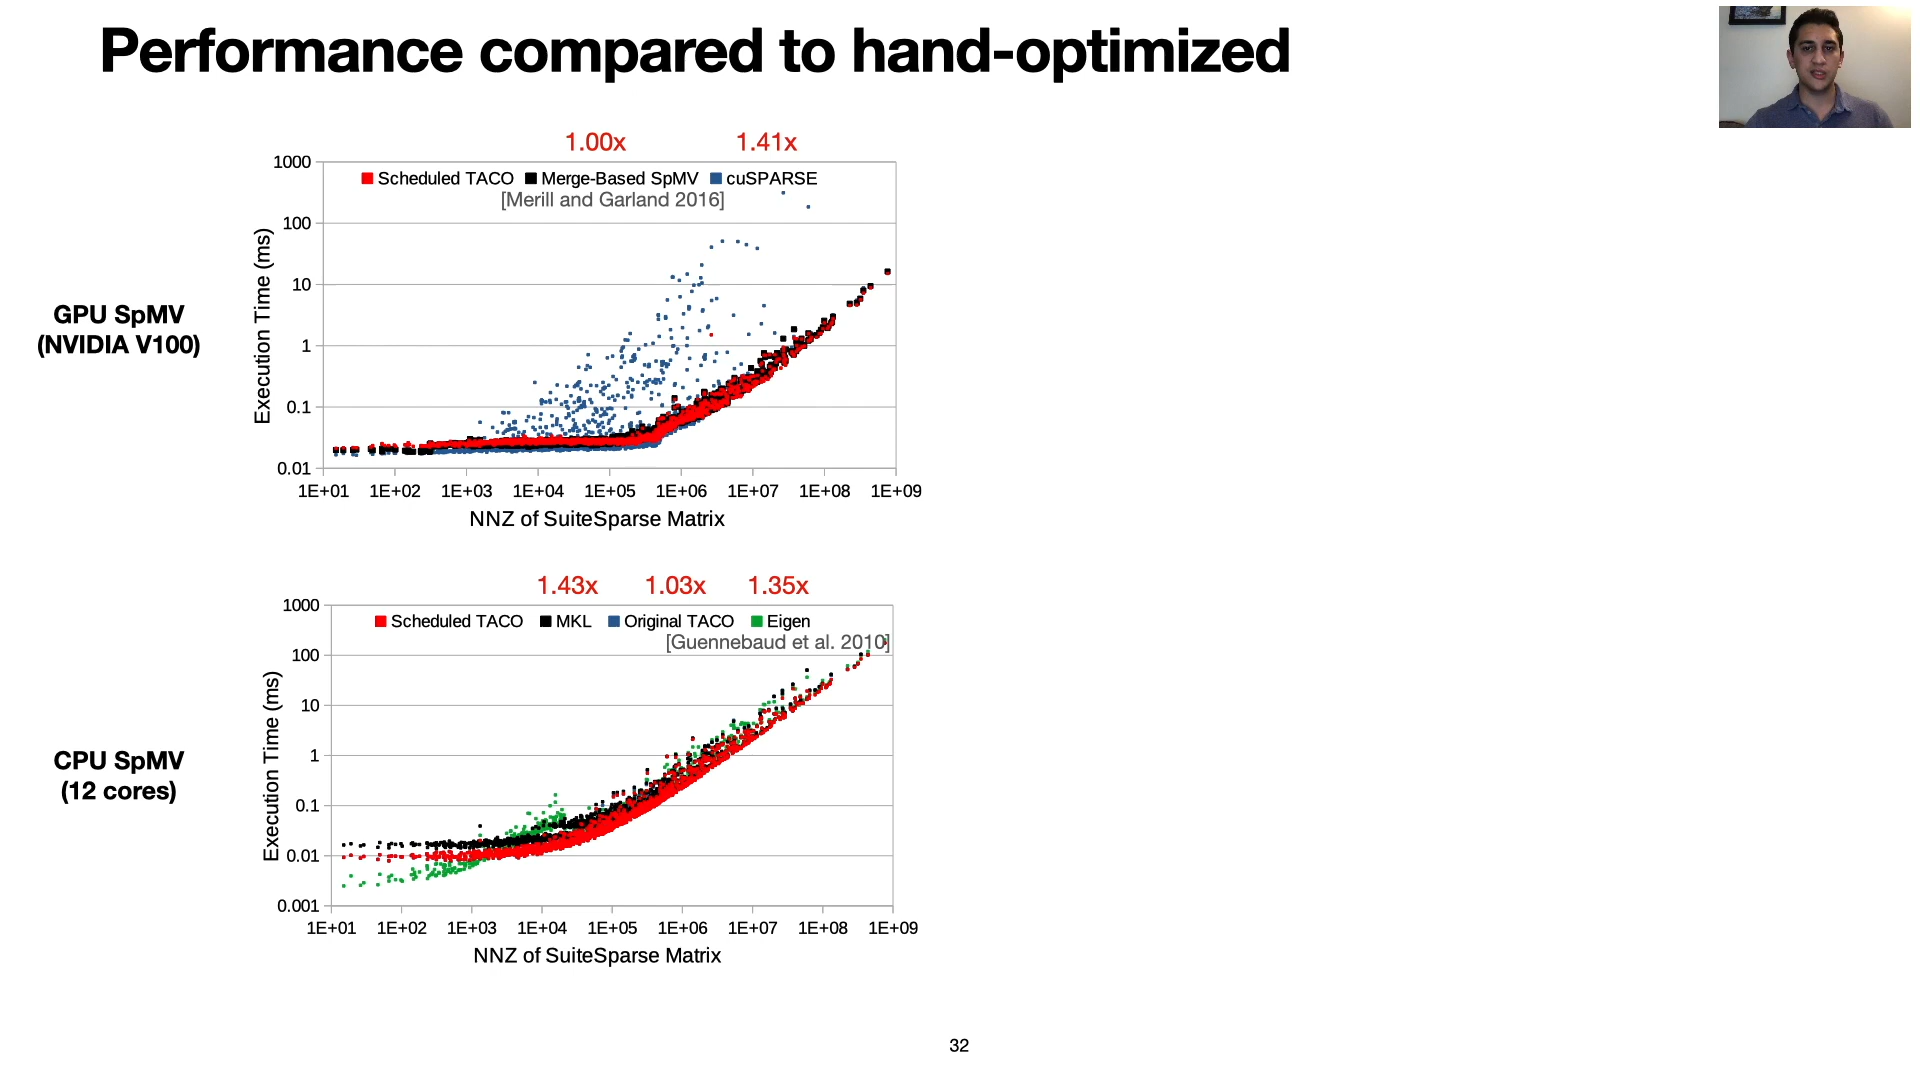 Performance compared to hand-optimized
1.00x 1.41x
1000
Scheduled TACO Merge-Based SpMV cuSPARSE
[Merill and Garland 2016]
100
10
1
0.1
0.01
Execution Time (ms)
GPU SpMV
(NVIDIA V100)
1E+01 1E+02 1E+03 1E+04 1E+05 1E+06 1E+07 1E+08 1E+09
NNZ of SuiteSparse Matrix
1.43x 1.03x 1.35x
1000
Scheduled TACO MKL Original TACO Eigen
[Guennebaud et al. 2010]
100
10
1
0.1
0.01
0.001
Execution Time (ms)
CPU SpMV
(12 cores)
1E+01 1E+02 1E+03 1E+04 1E+05 1E+06 1E+07 1E+08 1E+09
NNZ of SuiteSparse Matrix
32